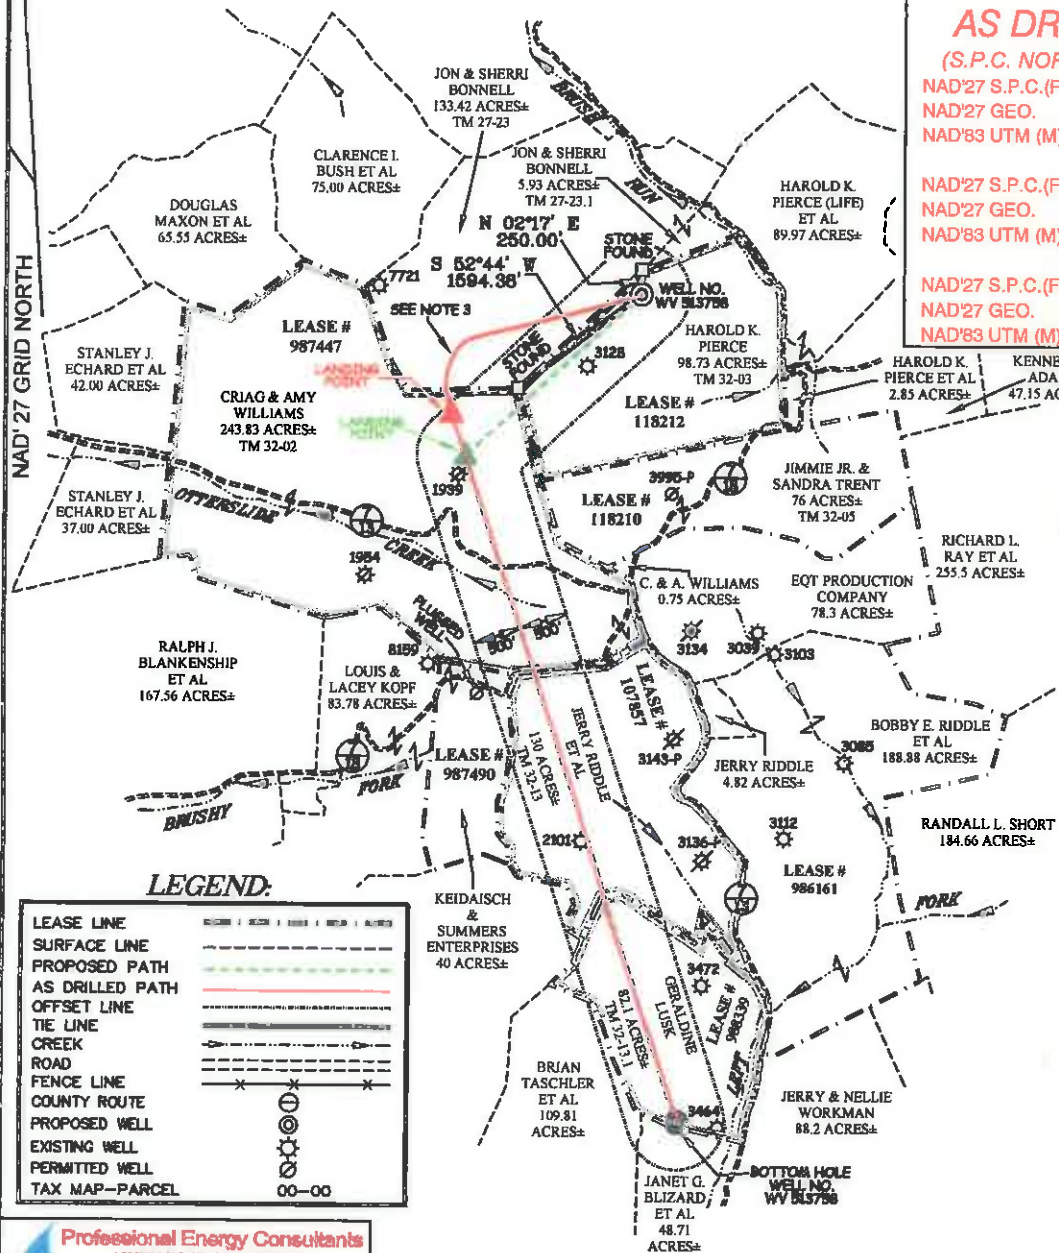 AS DR
(S.P.C. NOR
NAD'27 S.P.C.(F
NAD'27 GEO.
NAD'83 UTM (M)
NAD'27 S.P.C.(F
NAD'27 GEO.
NAD'83 UTM (M)
NAD'27 S.P.C.(F
NAD'27 GEO.
NAD'83 UTM (M)
NAD' 27 GRID NORTH
JON & SHERRI
BONNELL
133.42 ACRES±
TM 27-23
BRUSH
RUN
CLARENCE I.
BUSH ET AL
75.00 ACRES±
JON & SHERRI
BONNELL
5.93 ACRES±
TM 27-23.1
HAROLD K.
PIERCE (LIFE)
ET AL
89.97 ACRES±
DOUGLAS
MAXON ET AL
65.55 ACRES±
N 02°17' E
250.00'
S 52°44' W
1594.36'
STONE
FOUND
7721
WELL NO.
WV 513758
SEE NOTE 3
LEASE #
987447
STANLEY J.
ECHARD ET AL
42.00 ACRES±
STONE
FOUND
3128
HAROLD K.
PIERCE
98.73 ACRES±
TM 32-03
LANDING
POINT
HAROLD K.
PIERCE ET AL
2.85 ACRES±
KENNE
ADA
47.15 AC
CRIAG & AMY
WILLIAMS
243.83 ACRES±
TM 32-02
LEASE #
118212
LANDING
POINT
1939
3995-P
7
18
JIMMIE JR. &
SANDRA TRENT
76 ACRES±
TM 32-05
LEASE #
118210
STANLEY J.
ECHARD ET AL
37.00 ACRES±
OTTERSLIDE
CREEK
7
13
1954
RICHARD L.
RAY ET AL
255.5 ACRES±
C. & A. WILLIAMS
0.75 ACRES±
EQT PRODUCTION
COMPANY
78.3 ACRES±
PLUGGED
WELL
500'
500'
3134
3039
3103
8159
RALPH J.
BLANKENSHIP
ET AL
167.56 ACRES±
LOUIS &
LACEY KOPF
83.78 ACRES±
LEASE #
107857
JERRY RIDDLE
ET AL
130 ACRES±
TM 32-13
3143-P
JERRY RIDDLE
4.82 ACRES±
BOBBY E. RIDDLE
ET AL
188.88 ACRES±
3085
7
18
LEASE #
987490
BRUSHY
FORK
2101
3136-P
3112
LEASE #
986161
RANDALL L. SHORT
184.66 ACRES±
7
13
FORK
KEIDAISCH
&
SUMMERS
ENTERPRISES
40 ACRES±
3472
GERALDINE
LUSK
82.1 ACRES±
TM 32-13.1
LEASE #
988339
LEFT
BRIAN
TASCHLER
ET AL
109.81
ACRES±
3464
JERRY & NELLIE
WORKMAN
88.2 ACRES±
BOTTOM HOLE
WELL NO.
WV 513758
JANET G.
BLIZARD
ET AL
48.71
ACRES±
LEGEND:
LEASE LINE
SURFACE LINE
PROPOSED PATH
AS DRILLED PATH
OFFSET LINE
TIE LINE
CREEK
ROAD
FENCE LINE
COUNTY ROUTE
PROPOSED WELL
EXISTING WELL
PERMITTED WELL
TAX MAP-PARCEL 00-00
Professional Energy Consultants